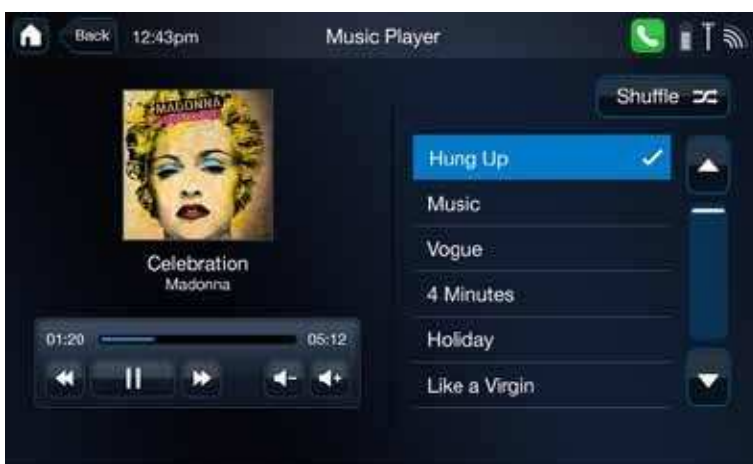 Back
12:43pm
Music Player
Shuffle
MADONNA
Celebration
Madonna
01:20
05:12
Hung Up
Music
Vogue
4 Minutes
Holiday
Like a Virgin